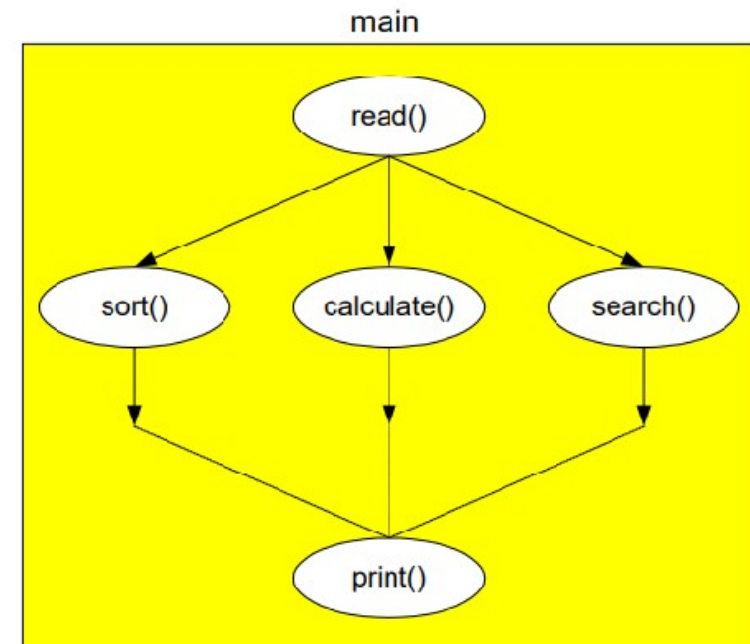 main
read()
sort()
calculate()
search()
print()